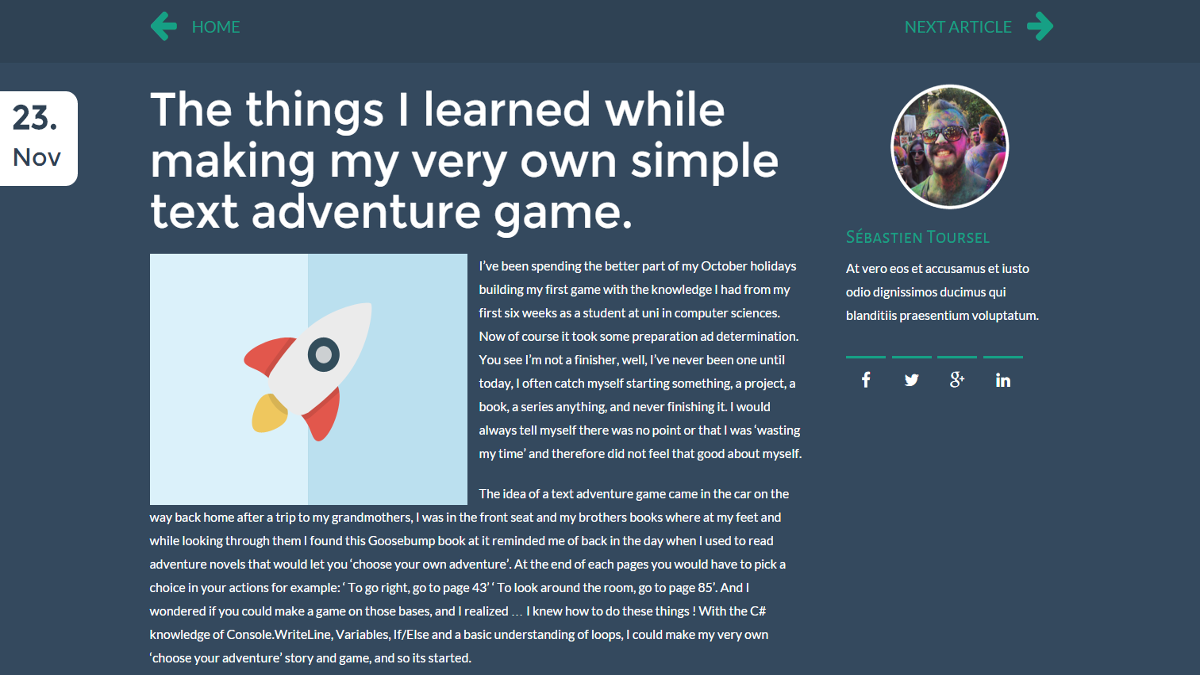 HOME
NEXT ARTICLE
23.
Nov
The things I learned while
making my very own simple
text adventure game.
I've been spending the better part of my October holidays
building my first game with the knowledge I had from my
first six weeks as a student at uni in computer sciences.
Now of course it took some preparation ad determination.
You see I'm not a finisher, well, I've never been one until
today, I often catch myself starting something, a project, a
book, a series anything, and never finishing it. I would
always tell myself there was no point or that I was 'wasting
my time' and therefore did not feel that good about myself.
The idea of a text adventure game came in the car on the
way back home after a trip to my grandmothers, I was in the front seat and my brothers books where at my feet and
while looking through them I found this Goosebump book at it reminded me of back in the day when I used to read
adventure novels that would let you 'choose your own adventure'. At the end of each pages you would have to pick a
choice in your actions for example: ' To go right, go to page 43' ' To look around the room, go to page 85'. And I
wondered if you could make a game on those bases, and I realized … I knew how to do these things ! With the C#
knowledge of Console.WriteLine, Variables, If/Else and a basic understanding of loops, I could make my very own
'choose your adventure' story and game, and so its started.
Sébastien Toursel
At vero eos et accusamus et iusto
odio dignissimos ducimus qui
blanditiis praesentium voluptatum.